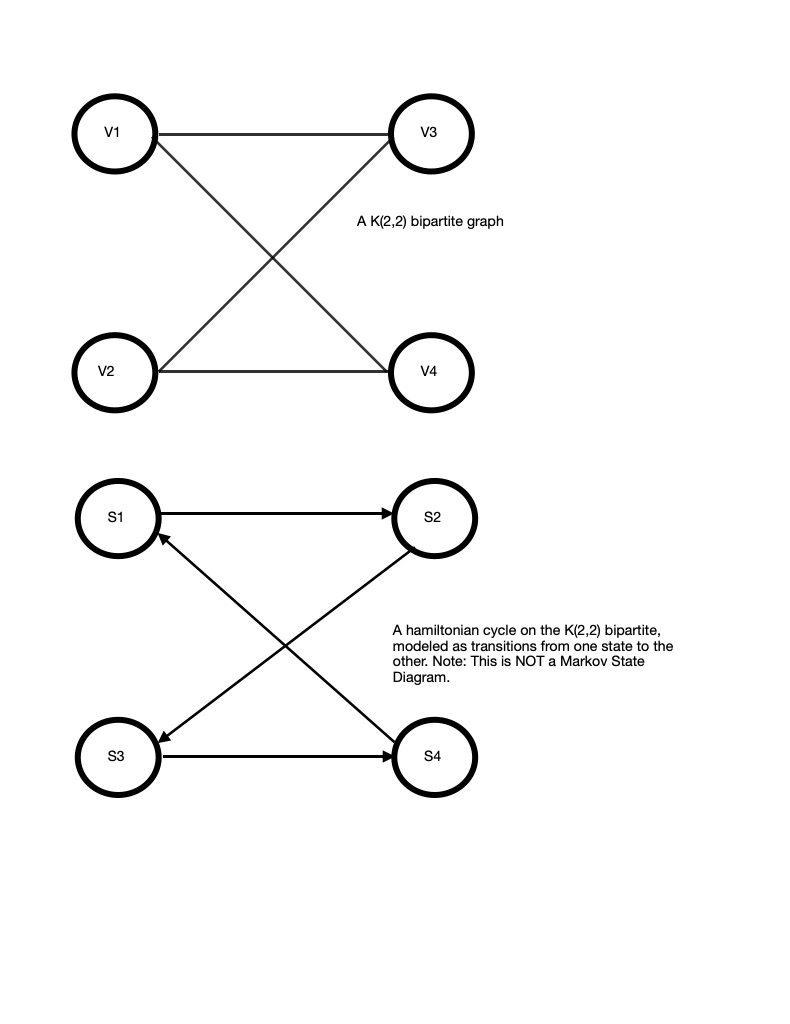 V1
V3
A K(2,2) bipartite graph
V2
V4
S1
S2
A hamiltonian cycle on the K(2,2) bipartite,
modeled as transitions from one state to the
other. Note: This is NOT a Markov State
Diagram.
S3
S4